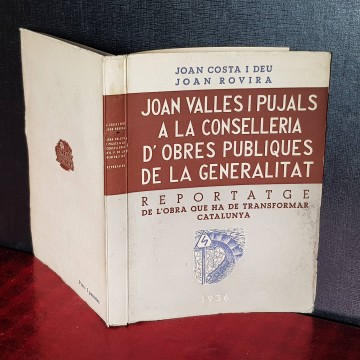 JOAN COSTA I DEU
JOAN ROVIRA
JOAN VALLES I PUJALS
A LA CONSELLERIA
D'OBRES PUBLIQUES
DE LA GENERALITAT
REPORTATGE
DE L'OBRA QUE HA DE TRANSFORMAR
CATALUNYA
1936